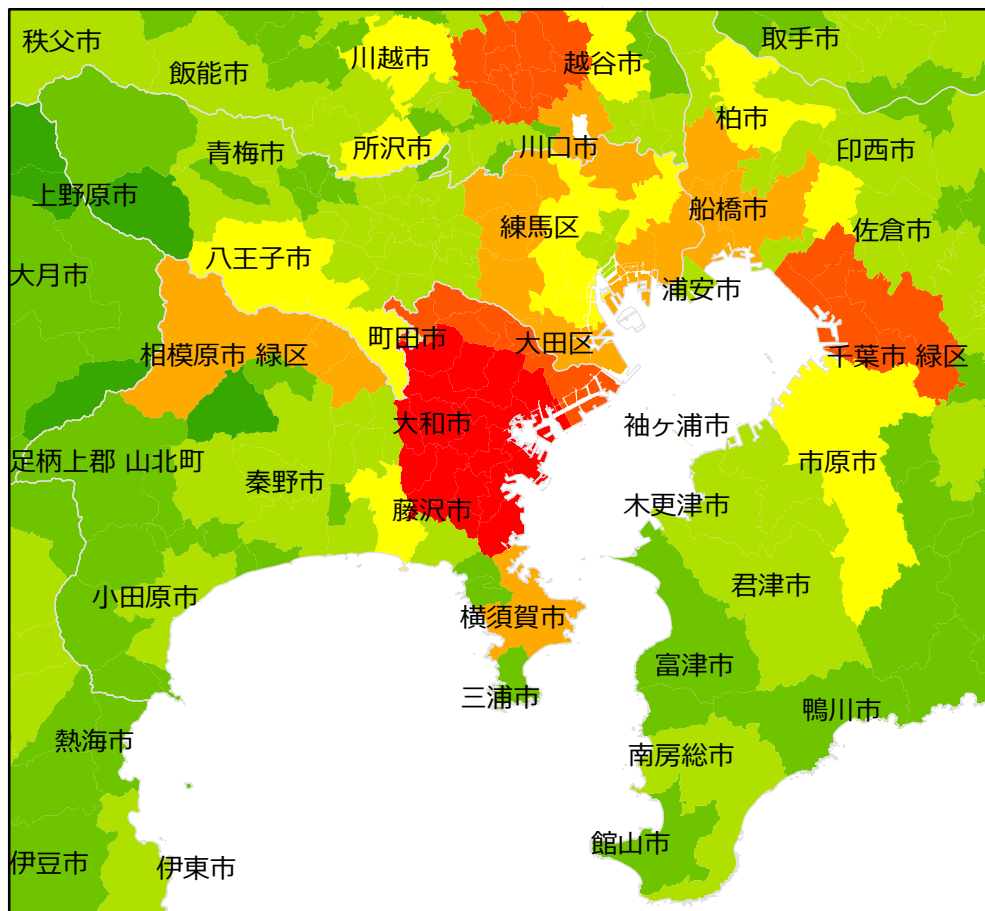 秩父市
取手市
川越市
越谷市
飯能市
柏市
青梅市
所沢市
川口市
印西市
上野原市
練馬区
船橋市
佐倉市
大月市
八王子市
浦安市
町田市
大田区
相模原市 緑区
千葉市 緑区
大和市
袖ヶ浦市
足柄上郡 山北町
秦野市
市原市
藤沢市
木更津市
小田原市
君津市
横須賀市
富津市
三浦市
鴨川市
熱海市
南房総市
館山市
伊豆市
伊東市